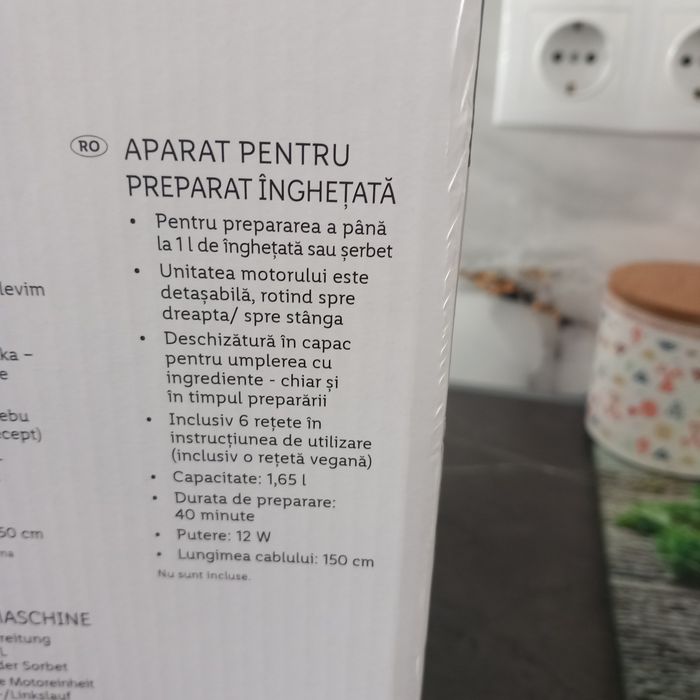 RO APARAT PENTRU
PREPARAT ÎNGHEȚATĂ
• Pentru prepararea a până
la 1 l de înghețată sau șerbet
• Unitatea motorului este
detașabilă, rotind spre
dreapta/ spre stânga
• Deschizătură în capac
pentru umplerea cu
ingrediente - chiar și
în timpul preparării
• Inclusiv 6 rețete în
instrucțiunea de utilizare
(inclusiv o rețetă vegană)
• Capacitate: 1,65 l
• Durata de preparare:
40 minute
• Putere: 12 W
• Lungimea cablului: 150 cm
Nu sunt incluse.
levim
ka –
e
ebu
cept)
50 cm
na
MASCHINE
reitung
L
der Sorbet
e Motoreinheit
-/Linkslauf